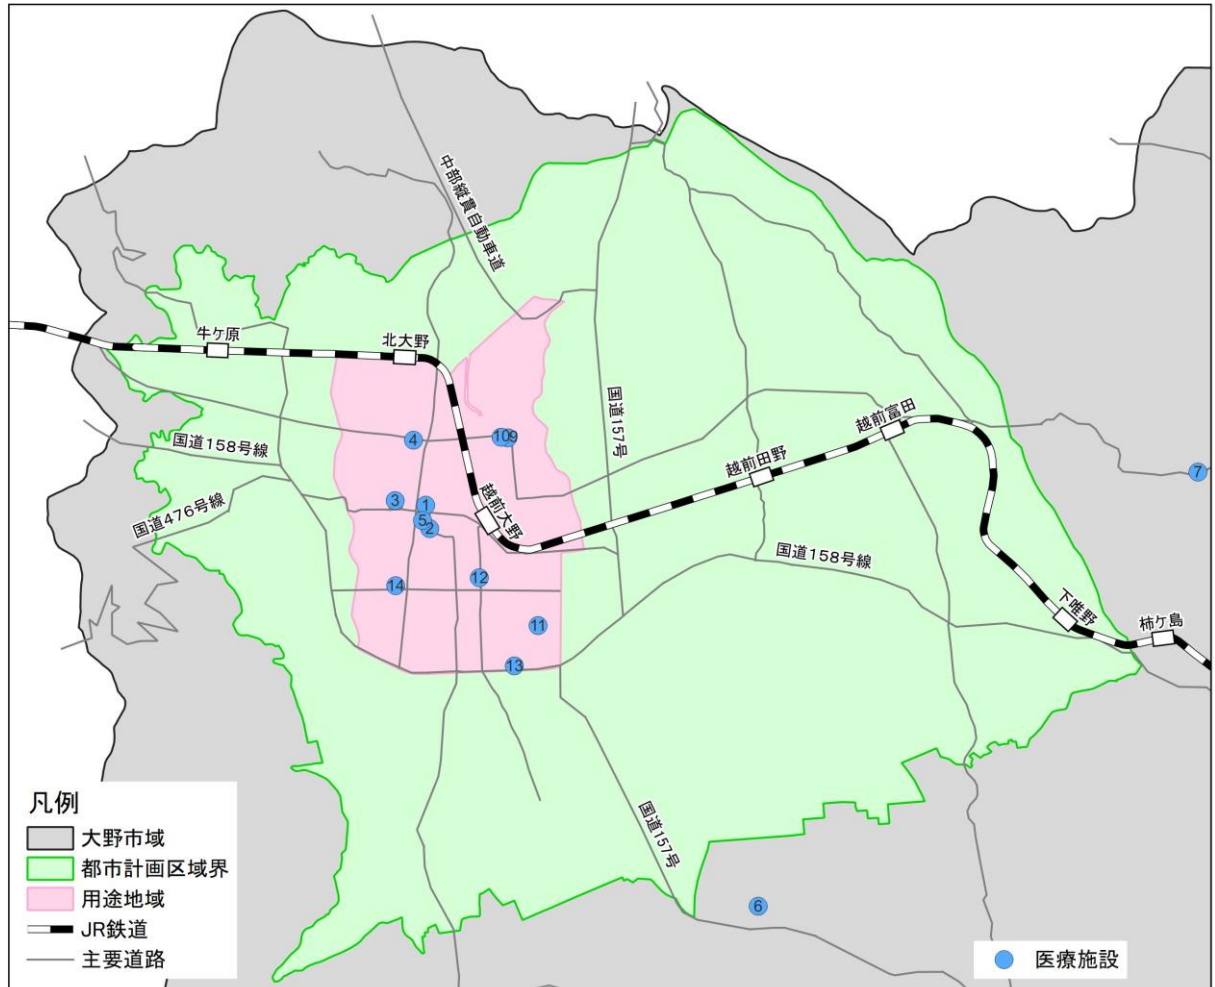 中部縦貫自動車道
牛ケ原
北大野
国道157号
越前富田
越前田野
国道158号線
国道476号線
4
109
7
3
1
5
2
越前大野
国道158号線
12
14
11
下唯野
柿ケ島
13
国道157号
6
凡例
大野市域
都市計画区域界
用途地域
JR鉄道
主要道路
医療施設